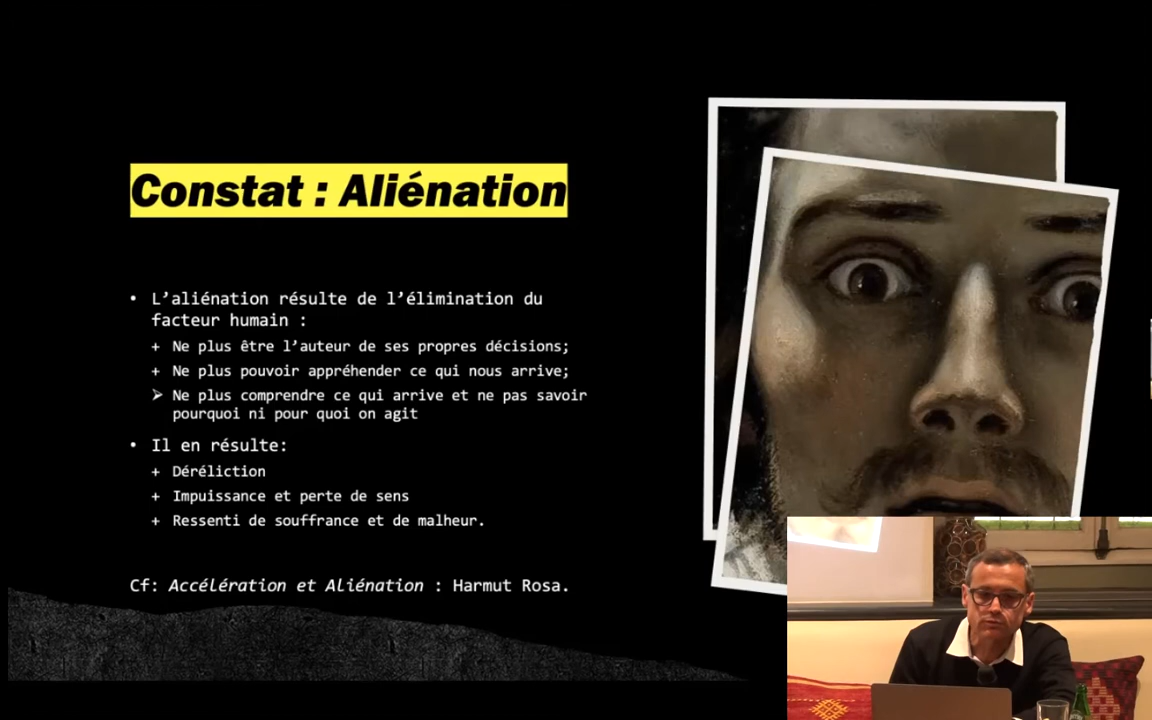 Constat : Aliénation
• L’aliénation résulte de l’élimination du
facteur humain :
+ Ne plus être l’auteur de ses propres décisions;
+ Ne plus pouvoir appréhender ce qui nous arrive;
➢ Ne plus comprendre ce qui arrive et ne pas savoir
pourquoi ni pour quoi on agit
• Il en résulte:
+ Déréliction
+ Impuissance et perte de sens
+ Ressenti de souffrance et de malheur.
Cf: Accélération et Aliénation : Harmut Rosa.